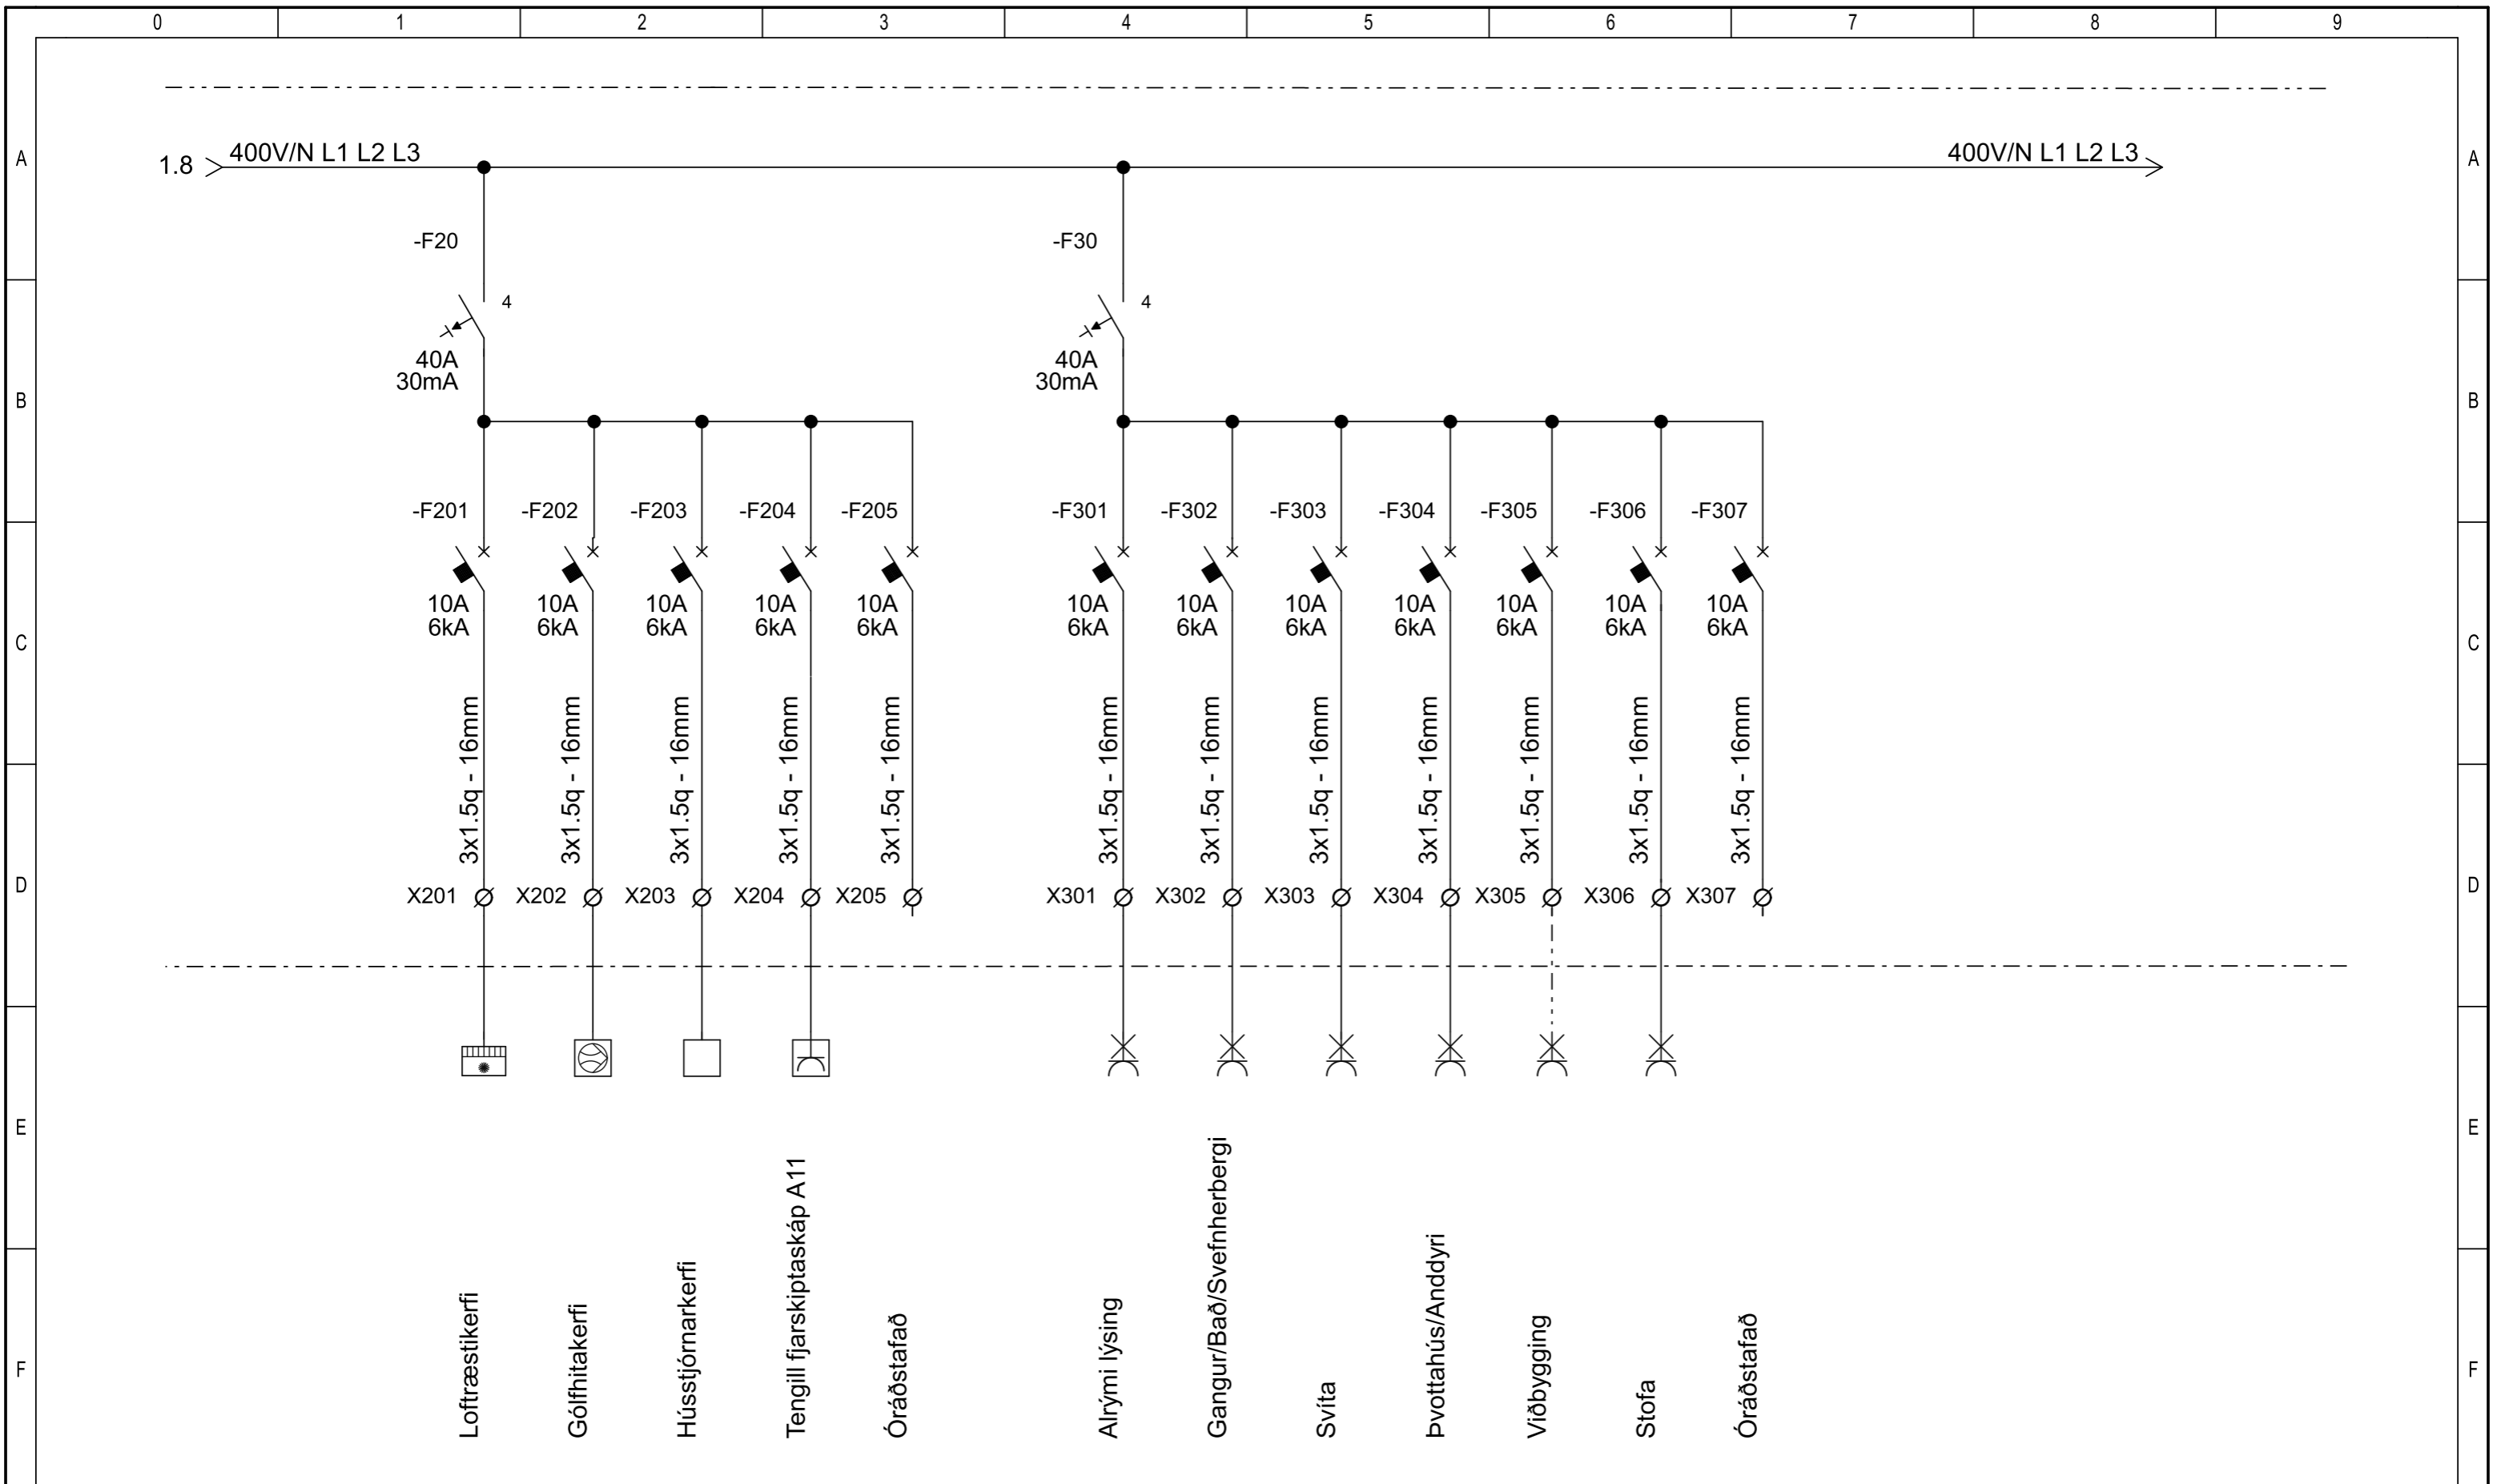 0 1 2 3 4 5 6 7 8 9
A A
1.8 400V/N L1 L2 L3 400V/N L1 L2 L3
-F20 -F30
4 4
40A 40A
30mA 30mA
B B
-F201 -F202 -F203 -F204 -F205 -F301 -F302 -F303 -F304 -F305 -F306 -F307
10A 10A 10A 10A 10A 10A 10A 10A 10A 10A 10A 10A
6kA 6kA 6kA 6kA 6kA 6kA 6kA 6kA 6kA 6kA 6kA 6kA
C C
3x1.5q - 16mm
3x1.5q - 16mm
3x1.5q - 16mm
3x1.5q - 16mm
3x1.5q - 16mm
3x1.5q - 16mm
3x1.5q - 16mm
3x1.5q - 16mm
3x1.5q - 16mm
3x1.5q - 16mm
3x1.5q - 16mm
3x1.5q - 16mm
D D
X201 X202 X203 X204 X205 X301 X302 X303 X304 X305 X306 X307
E E
Loftræstikerfi
Gólfhitakerfi
Hússtjórnarkerfi
Tengill fjarskiptaskáp A11
Óráðstafað
Alrými lýsing
Gangur/Bað/Svefnherbergi
Svíta
Þvottahús/Anddyri
Viðbygging
Stofa
Óráðstafað
F F